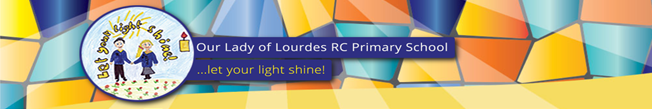 Let your light shine!
Our Lady of Lourdes RC Primary School
...let your light shine!